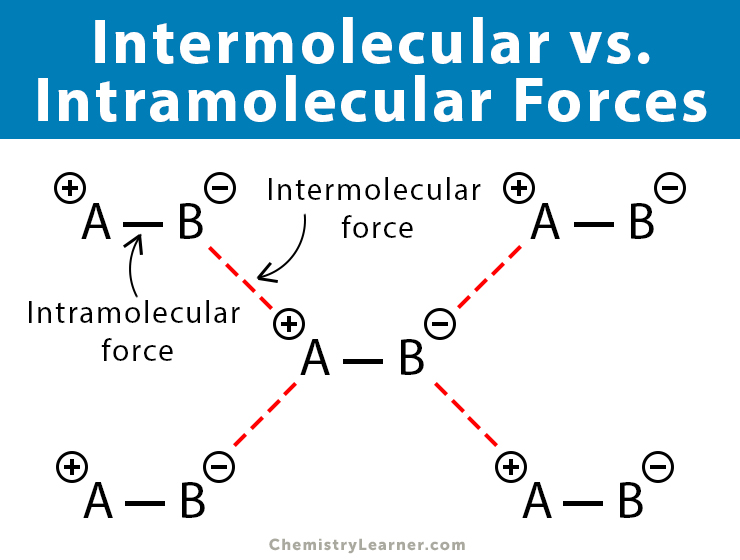 Intermolecular vs.
Intramolecular Forces
+ − Intermolecular + −
A — B force A — B
Intramolecular
force
+ −
A — B
+ − + −
A — B A — B
ChemistryLearner.com